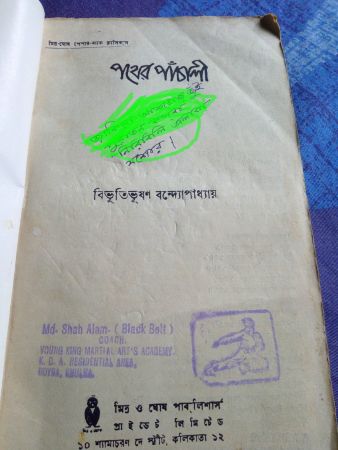 মিত্র-ঘোষ পেপার-ব্যাক ক্লাসিকস
পথের পাঁচালী
যশোর।
বিভূতিভূষণ বন্দ্যোপাধ্যায়
Md. Shah Alam- ( Black Belt )
COACH.
YOUNG KING MARTIAL ART'S ACADEMY
K. D. A. RESIDENTIAL AREA,
BOYRA, KHULNA.
মিত্র ও ঘোষ পাবলিশার্স
প্রাইভেট লিমিটেড
১০ শ্যামাচরণ দে স্ট্রীট, কলিকাতা ১২